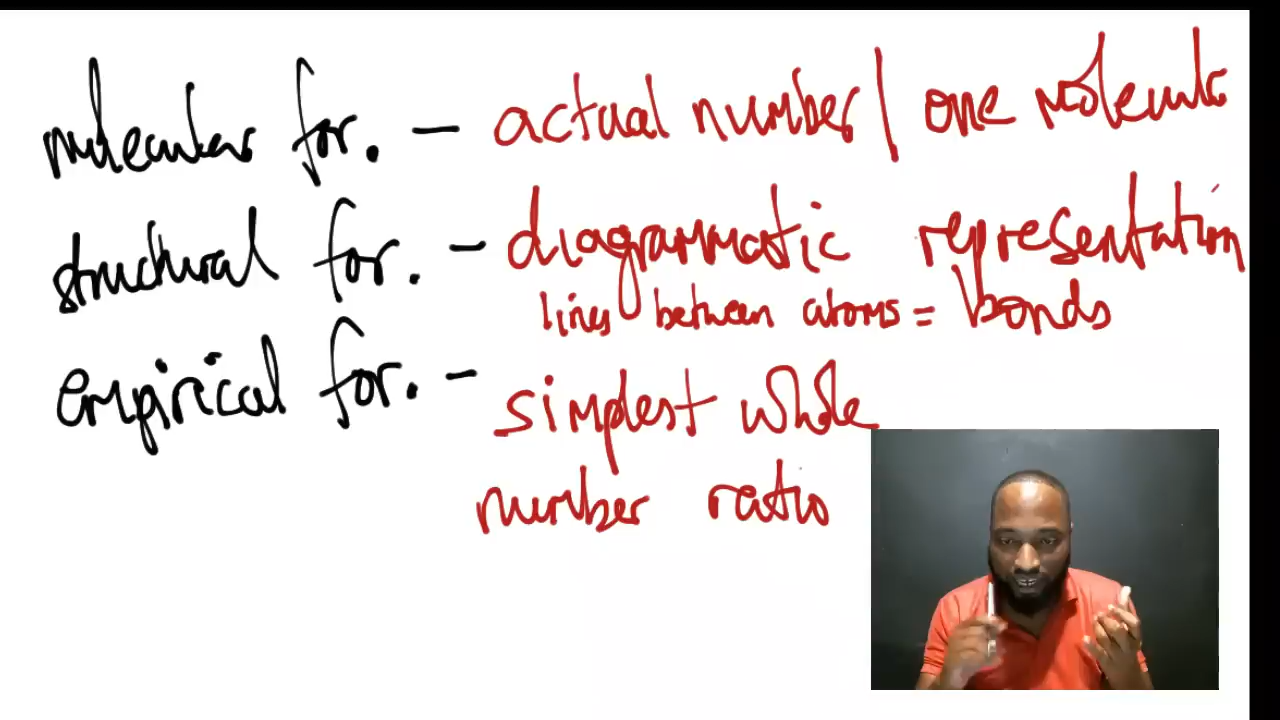 molecular for. - actual number/ one molecule
structural for. - diagrammatic representation
lines between atoms = bonds
empirical for. - simplest whole
number ratio